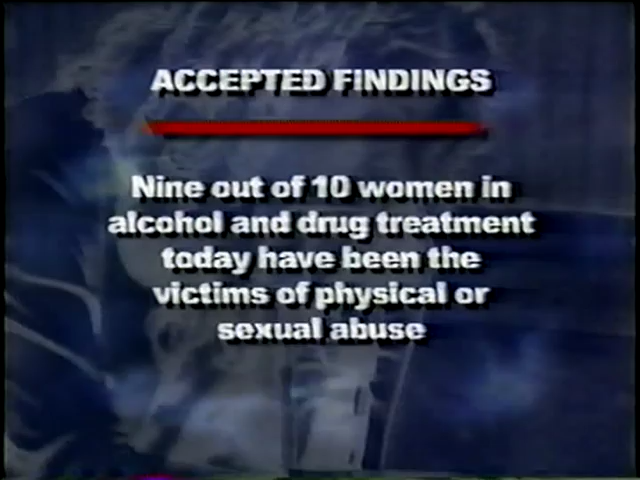 ACCEPTED FINDINGS
Nine out of 10 women in
alcohol and drug treatment
today have been the
victims of physical or
sexual abuse